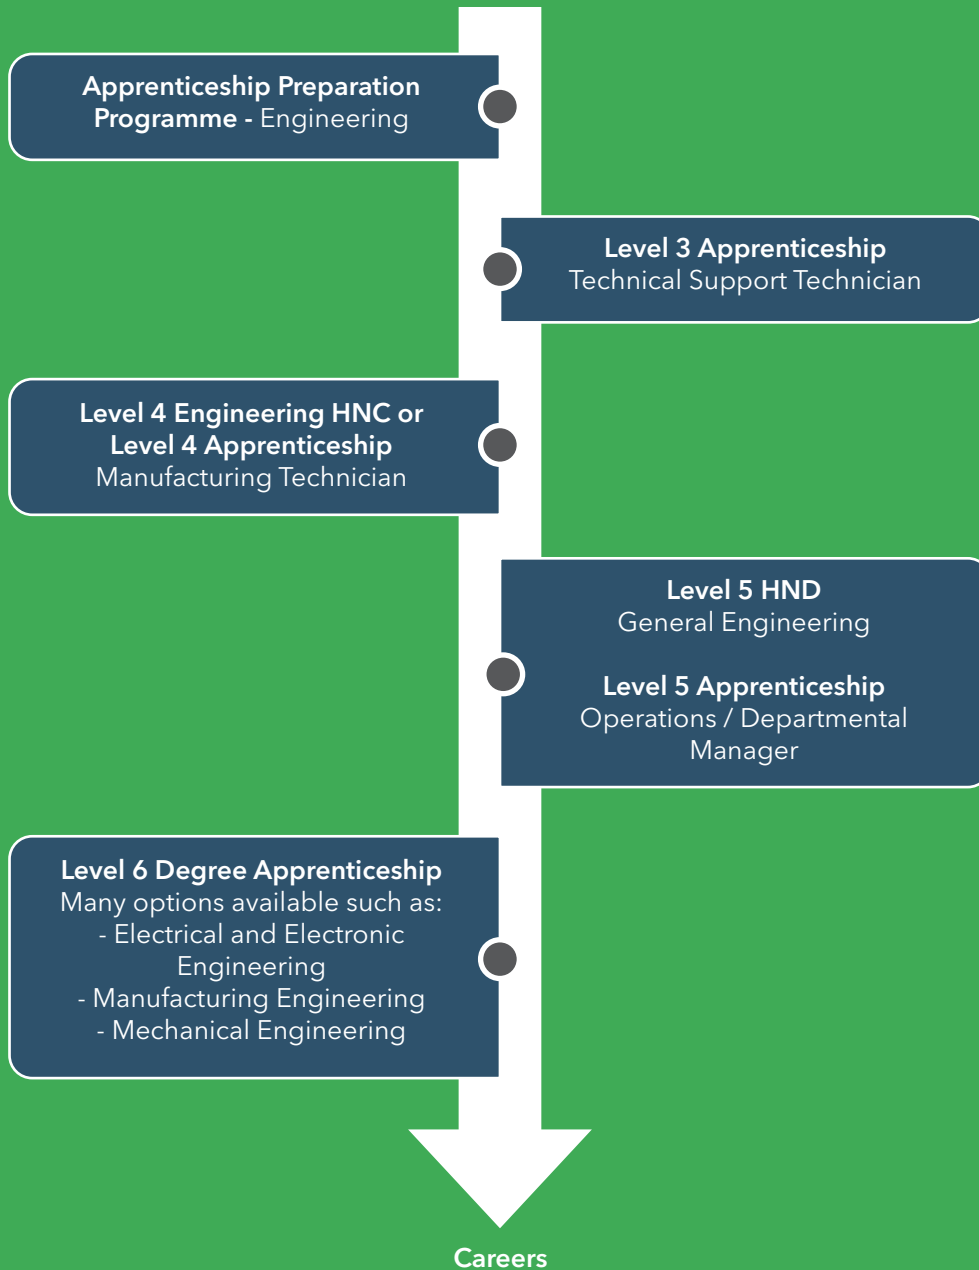 Apprenticeship Preparation
Programme - Engineering
Level 3 Apprenticeship
Technical Support Technician
Level 4 Engineering HNC or
Level 4 Apprenticeship
Manufacturing Technician
Level 5 HND
General Engineering
Level 5 Apprenticeship
Operations / Departmental
Manager
Level 6 Degree Apprenticeship
Many options available such as:
- Electrical and Electronic
Engineering
- Manufacturing Engineering
- Mechanical Engineering
Careers